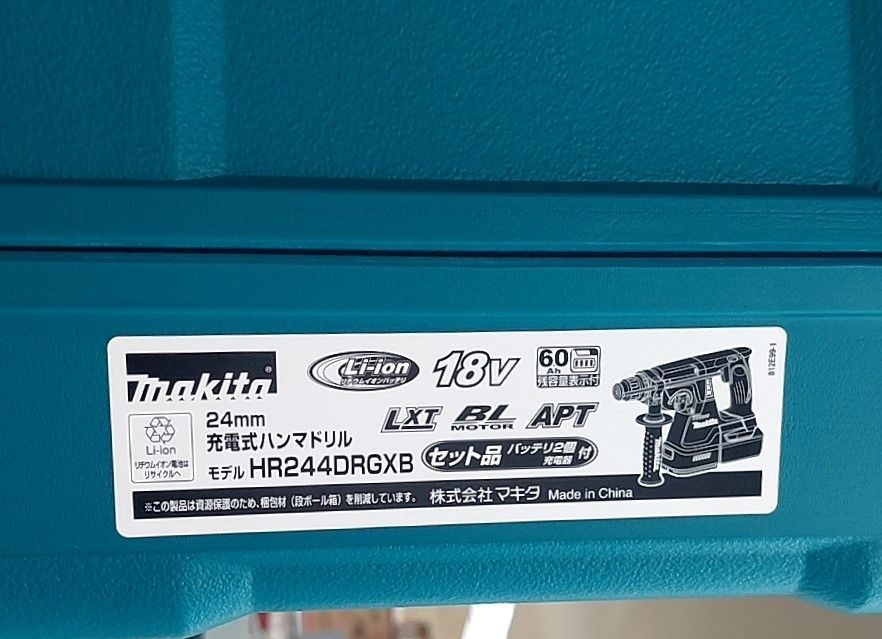 makita®
Li-ion
リチウムイオンバッテリ
18V
6.0
Ah
残容量表示付
812E99-1
24mm
充電式ハンマドリル
モデル HR244DRGXB
LXT
BL
MOTOR
APT
セット品 バッテリ2個
充電器 付
Li-ion
リチウムイオン電池は
リサイクルへ
makita
※この製品は資源保護のため、梱包材（段ボール箱）を削減しています。 株式会社マキタ Made in China